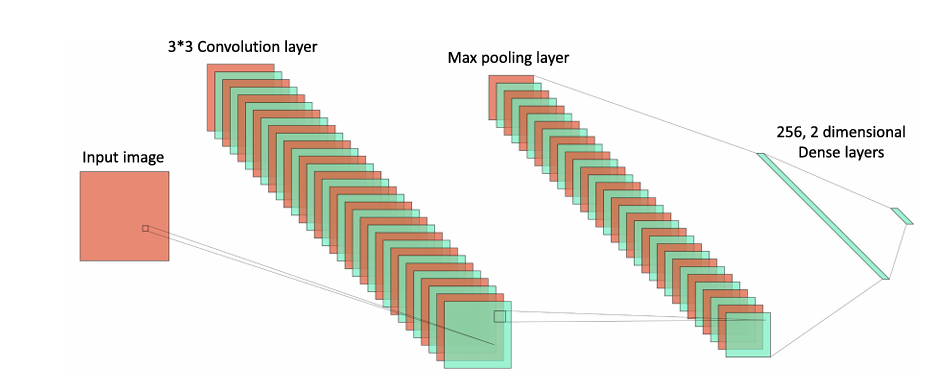 3*3 Convolution layer
Max pooling layer
256, 2 dimensional
Dense layers
Input image